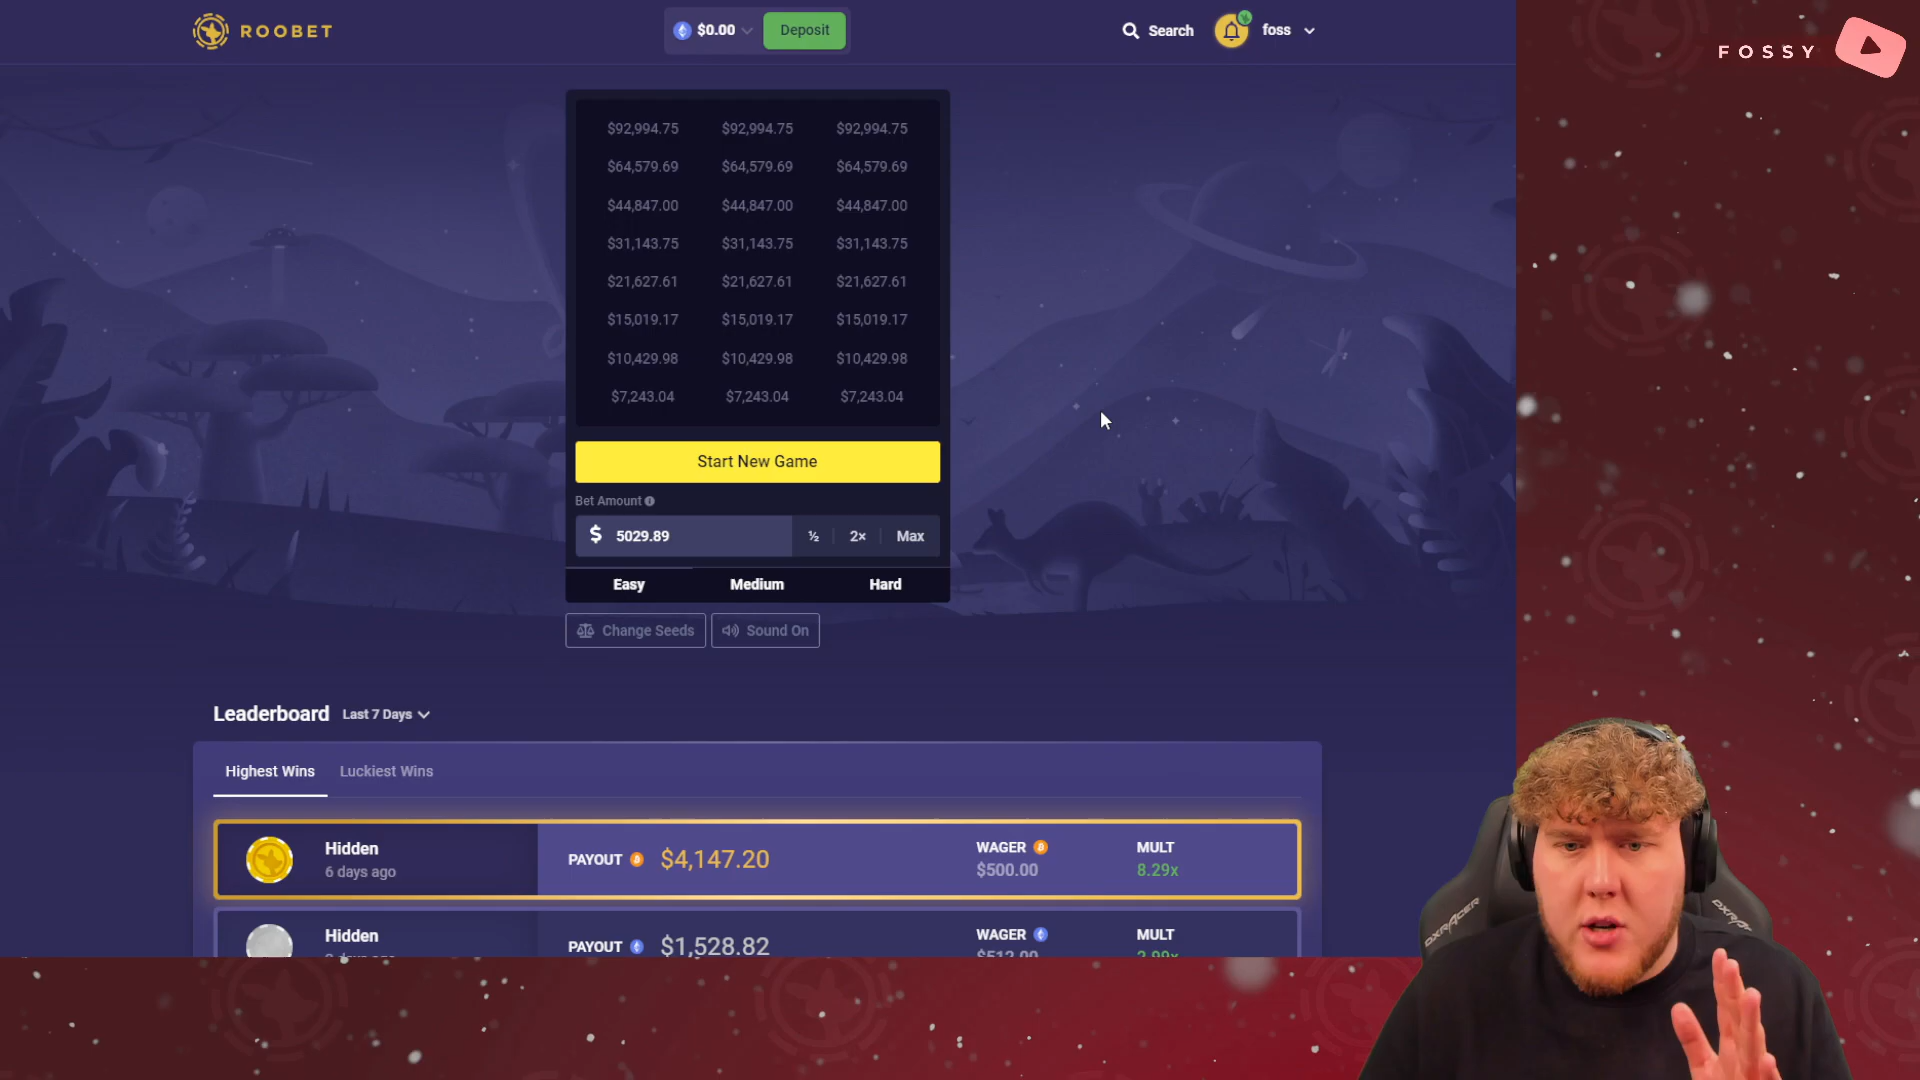 ROOBET
$0.00
Deposit
Search
foss
FOSSY
$92,994.75 $92,994.75 $92,994.75
$64,579.69 $64,579.69 $64,579.69
$44,847.00 $44,847.00 $44,847.00
$31,143.75 $31,143.75 $31,143.75
$21,627.61 $21,627.61 $21,627.61
$15,019.17 $15,019.17 $15,019.17
$10,429.98 $10,429.98 $10,429.98
$7,243.04 $7,243.04 $7,243.04
Start New Game
Bet Amount
$ 5029.89 ½ 2× Max
Easy Medium Hard
Change Seeds Sound On
Leaderboard Last 7 Days
Highest Wins Luckiest Wins
Hidden
6 days ago
PAYOUT $4,147.20
WAGER
$500.00
MULT
8.29x
Hidden
PAYOUT $1,528.82
WAGER
MULT
DXRACER
DXRACER